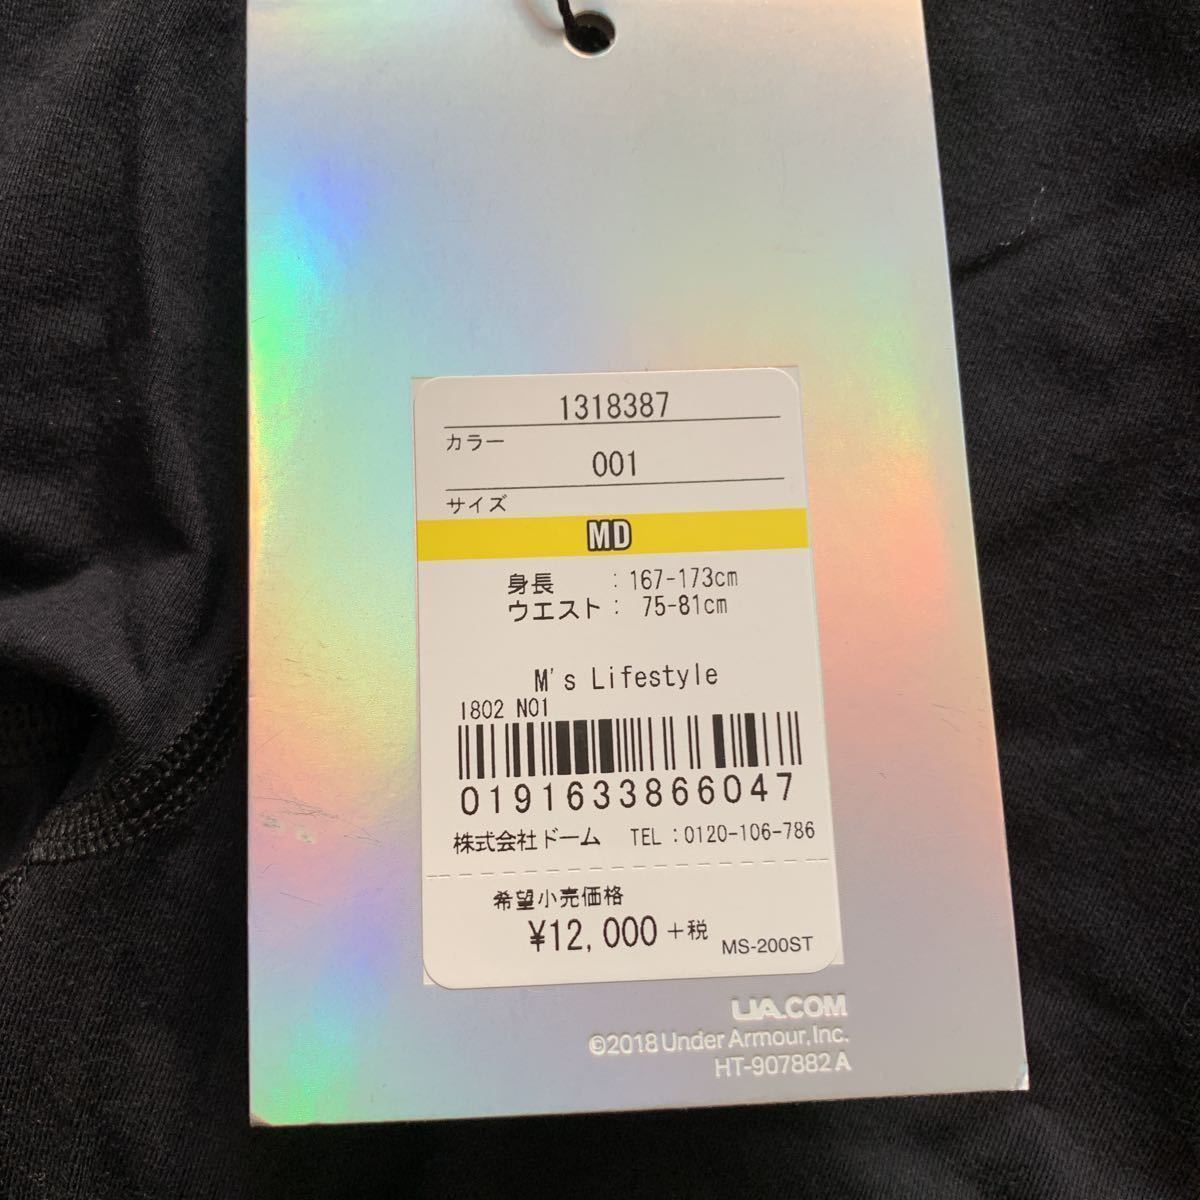 1318387
カラー
001
サイズ
MD
身長 : 167-173cm
ウエスト : 75-81cm
M's Lifestyle
I802 N01
0191633866047
株式会社ドーム TEL:0120-106-786
希望小売価格
¥12,000+税
MS-200ST
UA.COM
©2018 Under Armour, Inc.
HT-907882 A